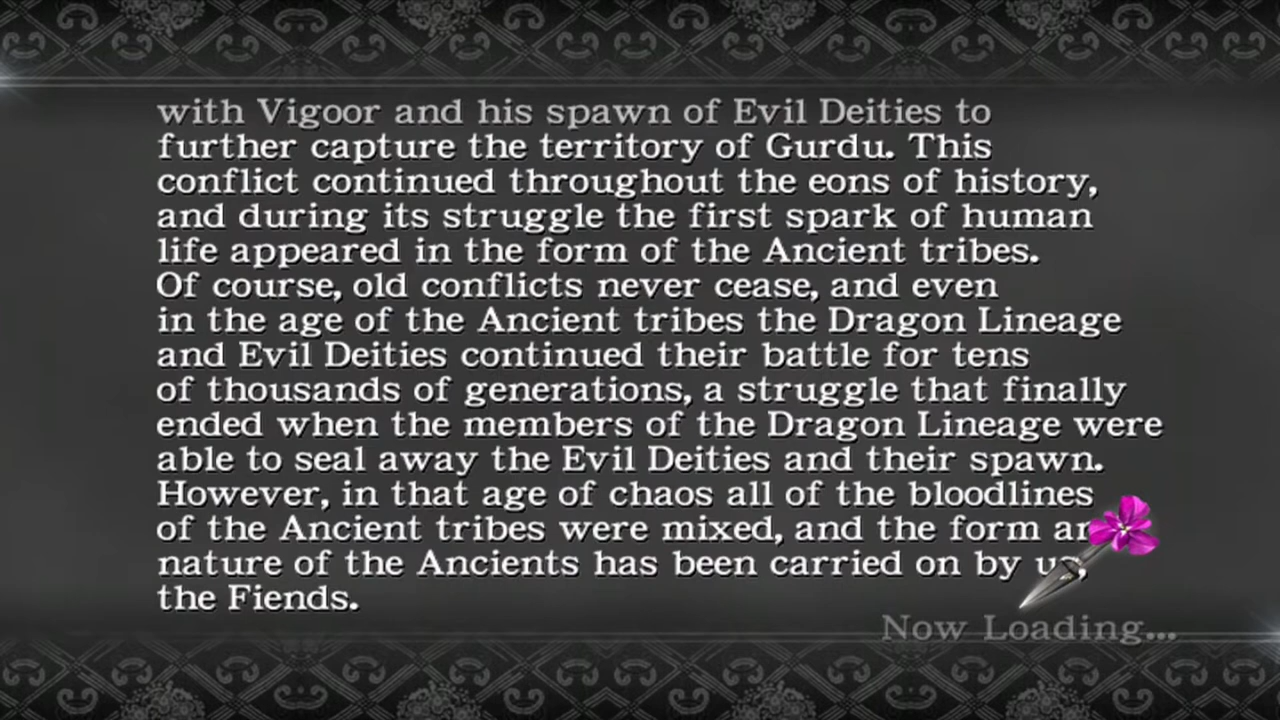 with Vigoor and his spawn of Evil Deities to
further capture the territory of Gurdu. This
conflict continued throughout the eons of history,
and during its struggle the first spark of human
life appeared in the form of the Ancient tribes.
Of course, old conflicts never cease, and even
in the age of the Ancient tribes the Dragon Lineage
and Evil Deities continued their battle for tens
of thousands of generations, a struggle that finally
ended when the members of the Dragon Lineage were
able to seal away the Evil Deities and their spawn.
However, in that age of chaos all of the bloodlines
of the Ancient tribes were mixed, and the form
nature of the Ancients has been carried on by
the Fiends.
Now Loading...